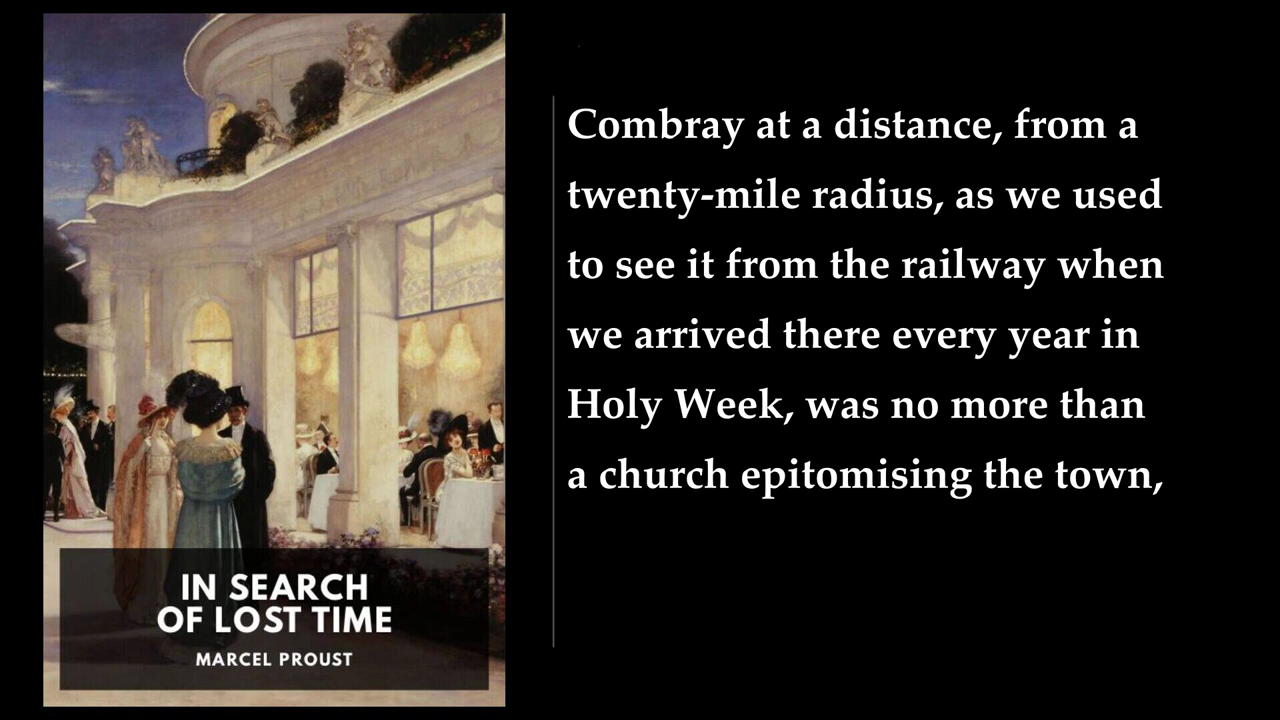 Combray at a distance, from a
twenty-mile radius, as we used
to see it from the railway when
we arrived there every year in
Holy Week, was no more than
a church epitomising the town,
IN SEARCH
OF LOST TIME
MARCEL PROUST